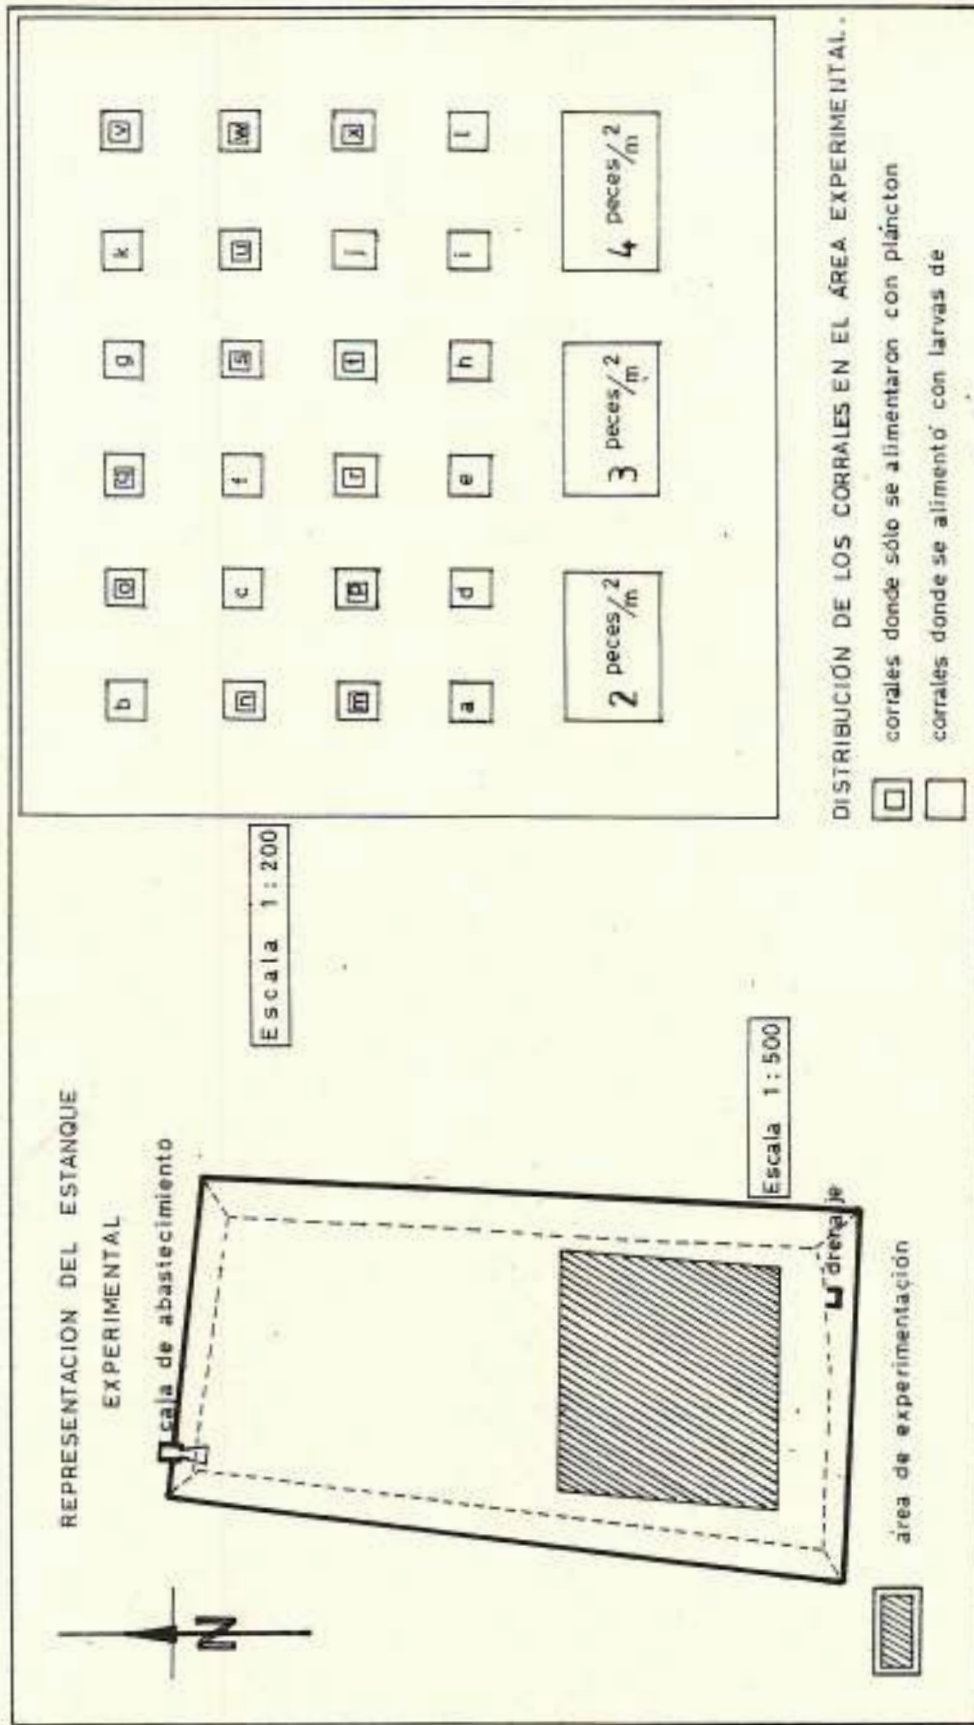 REPRESENTACION DEL ESTANQUE
EXPERIMENTAL
caja de abastecimiento
N
Escala 1:500
drenaje
área de experimentación
Escala 1:200
b o q g k v
n c f s u w
m p r t j x
a d e h i l
2 peces/m²
3 peces/m²
4 peces/m²
DISTRIBUCIÓN DE LOS CORRALES EN EL ÁREA EXPERIMENTAL.
corrales donde sólo se alimentaron con pláncton
corrales donde se alimentó con larvas de